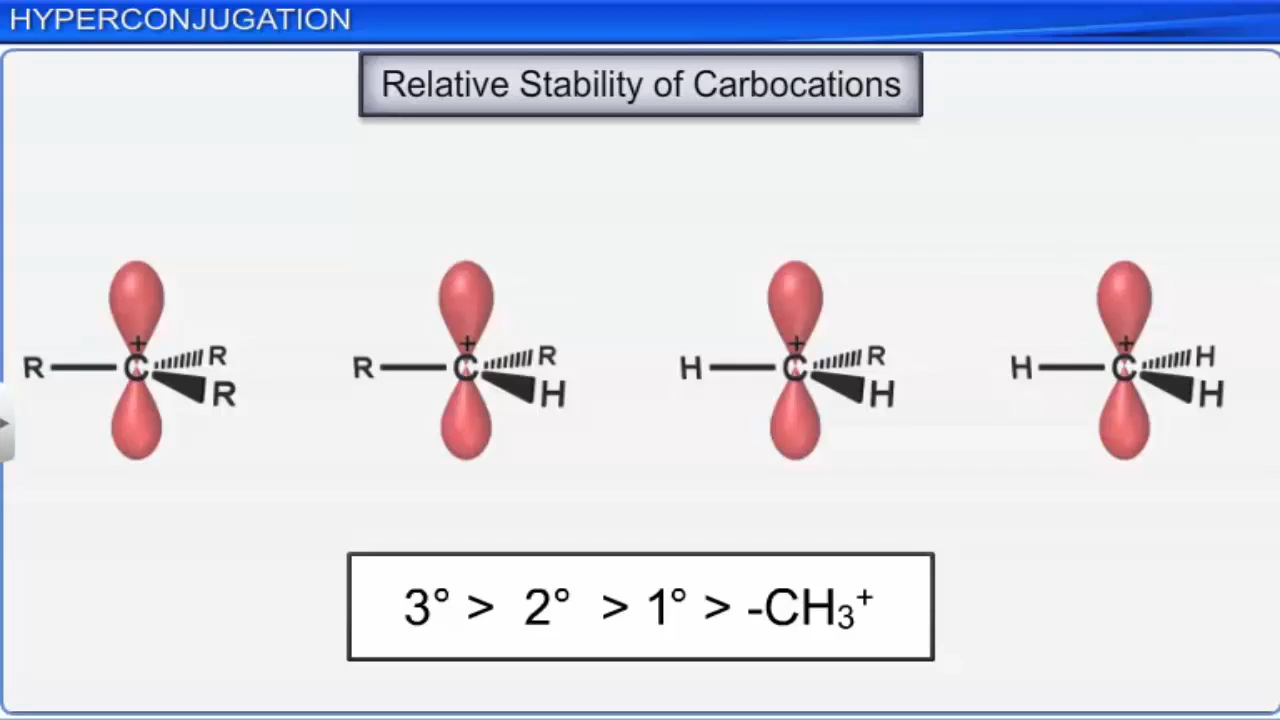 HYPERCONJUGATION
Relative Stability of Carbocations
R C + R R
R C + R H
H C + R H
H C + H H
3° > 2° > 1° > -CH₃⁺